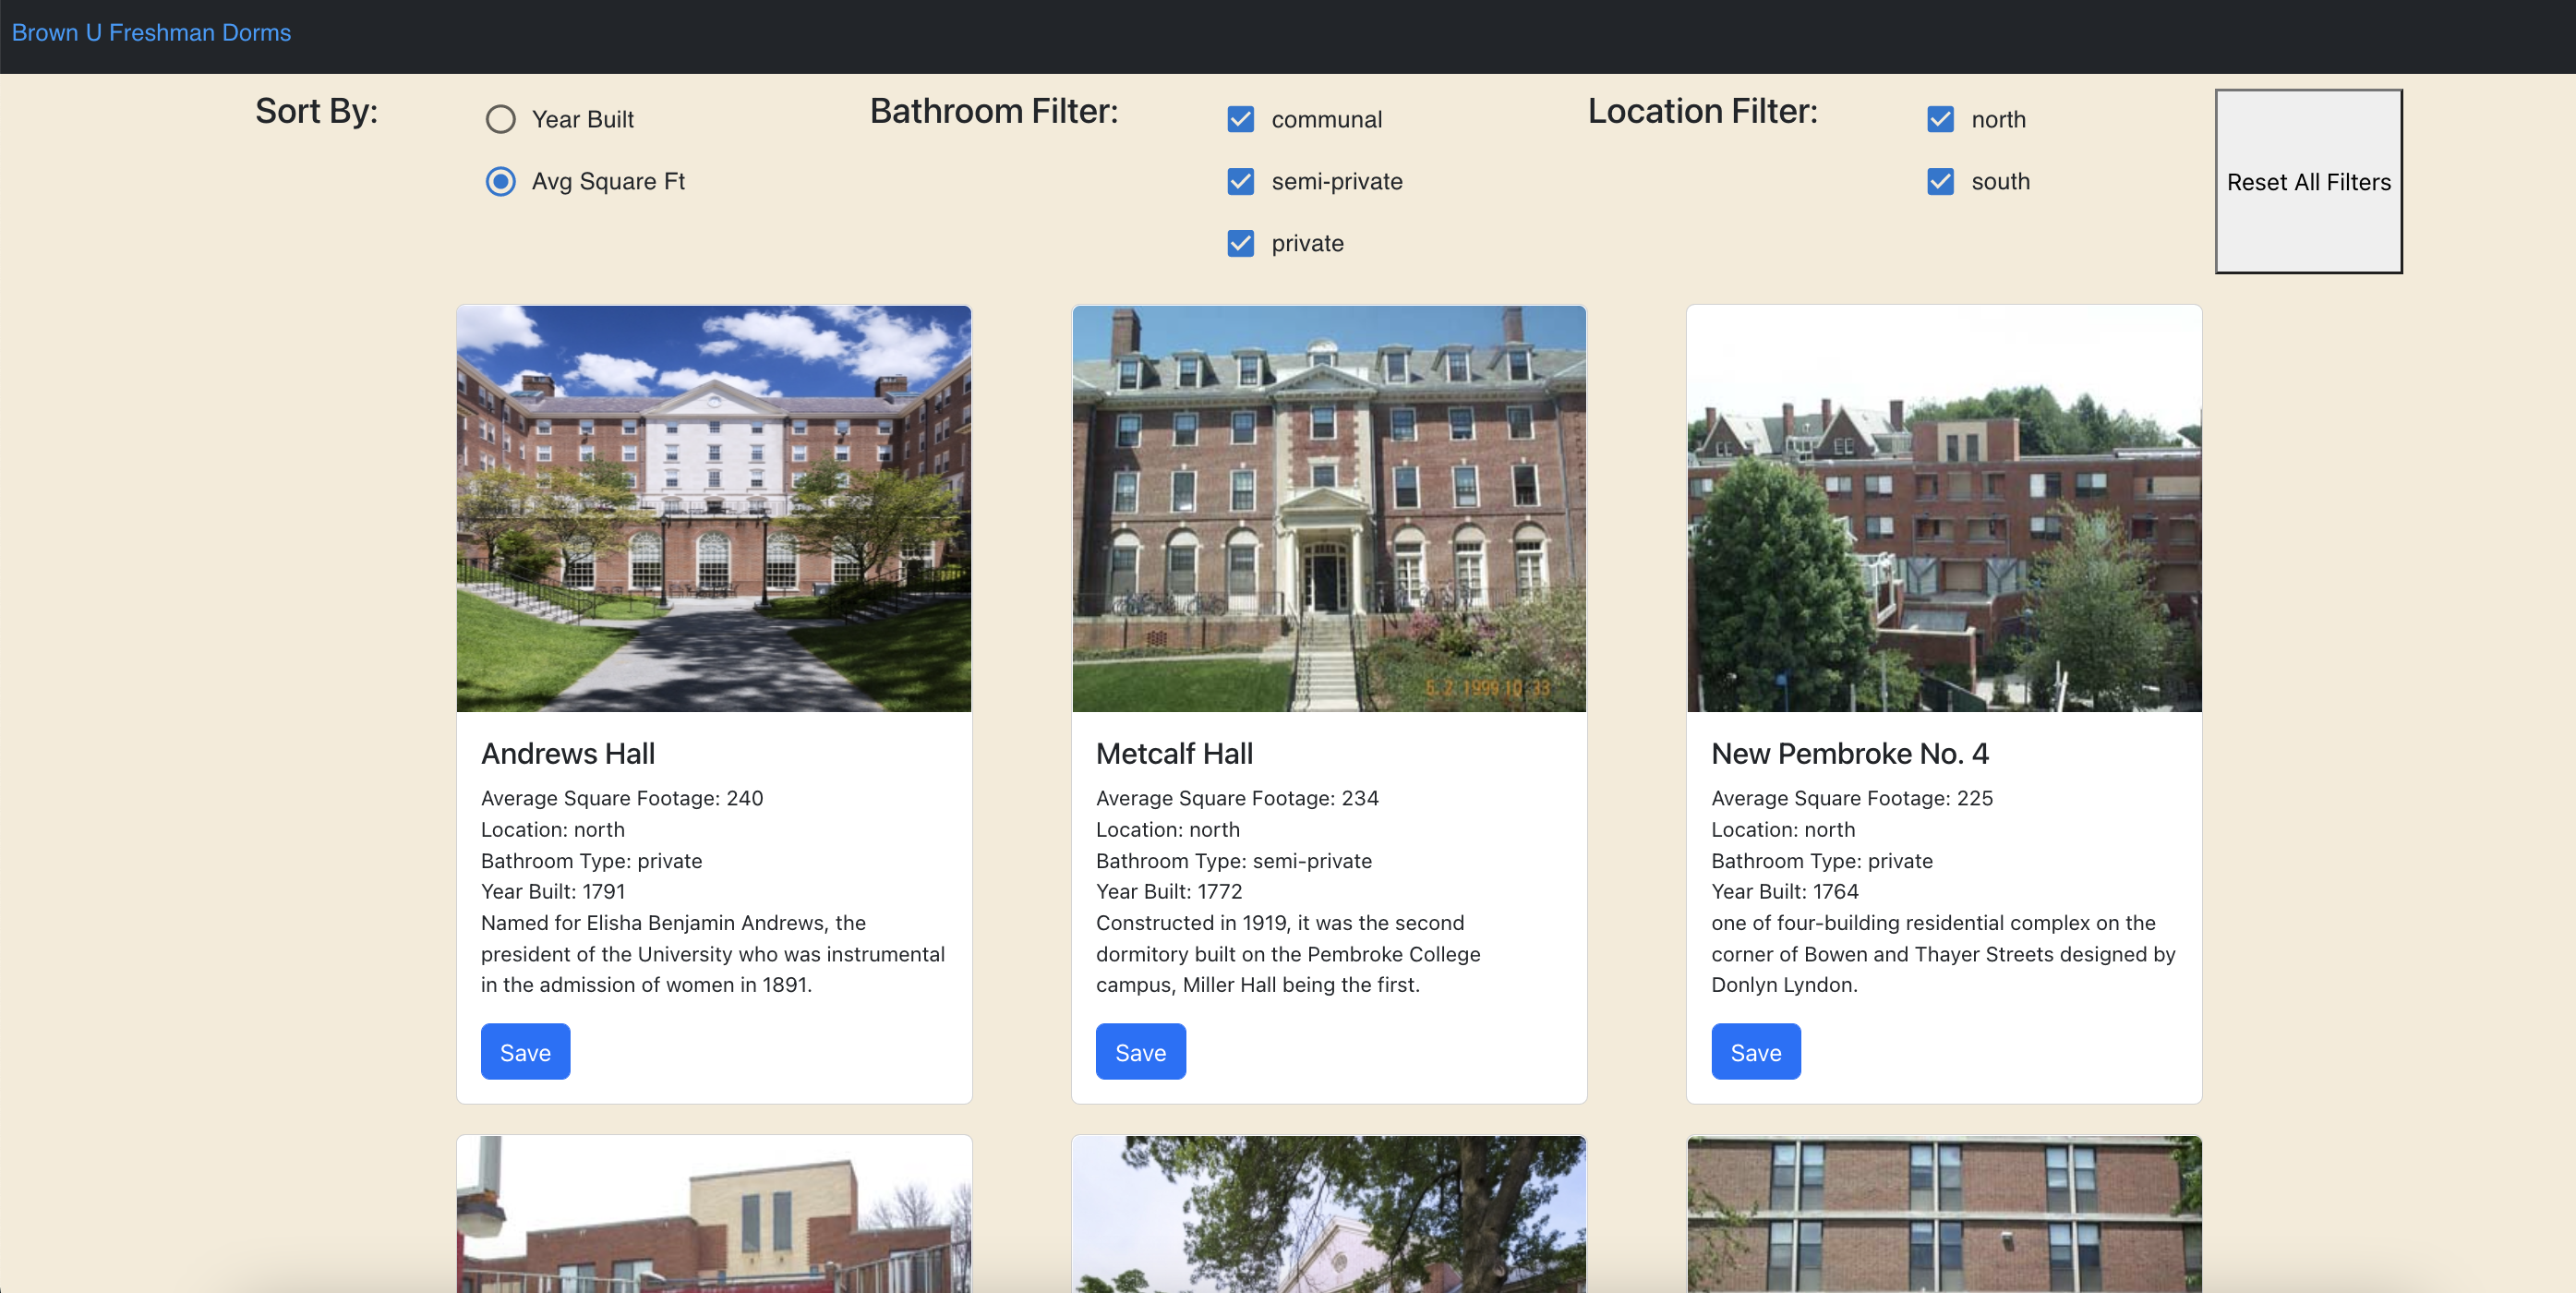 Brown U Freshman Dorms
Sort By:
Year Built
Avg Square Ft
Bathroom Filter:
communal
semi-private
private
Location Filter:
north
south
Reset All Filters
5. 2. 1999 10:33
Andrews Hall
Average Square Footage: 240
Location: north
Bathroom Type: private
Year Built: 1791
Named for Elisha Benjamin Andrews, the
president of the University who was instrumental
in the admission of women in 1891.
Save
Metcalf Hall
Average Square Footage: 234
Location: north
Bathroom Type: semi-private
Year Built: 1772
Constructed in 1919, it was the second
dormitory built on the Pembroke College
campus, Miller Hall being the first.
Save
New Pembroke No. 4
Average Square Footage: 225
Location: north
Bathroom Type: private
Year Built: 1764
one of four-building residential complex on the
corner of Bowen and Thayer Streets designed by
Donlyn Lyndon.
Save